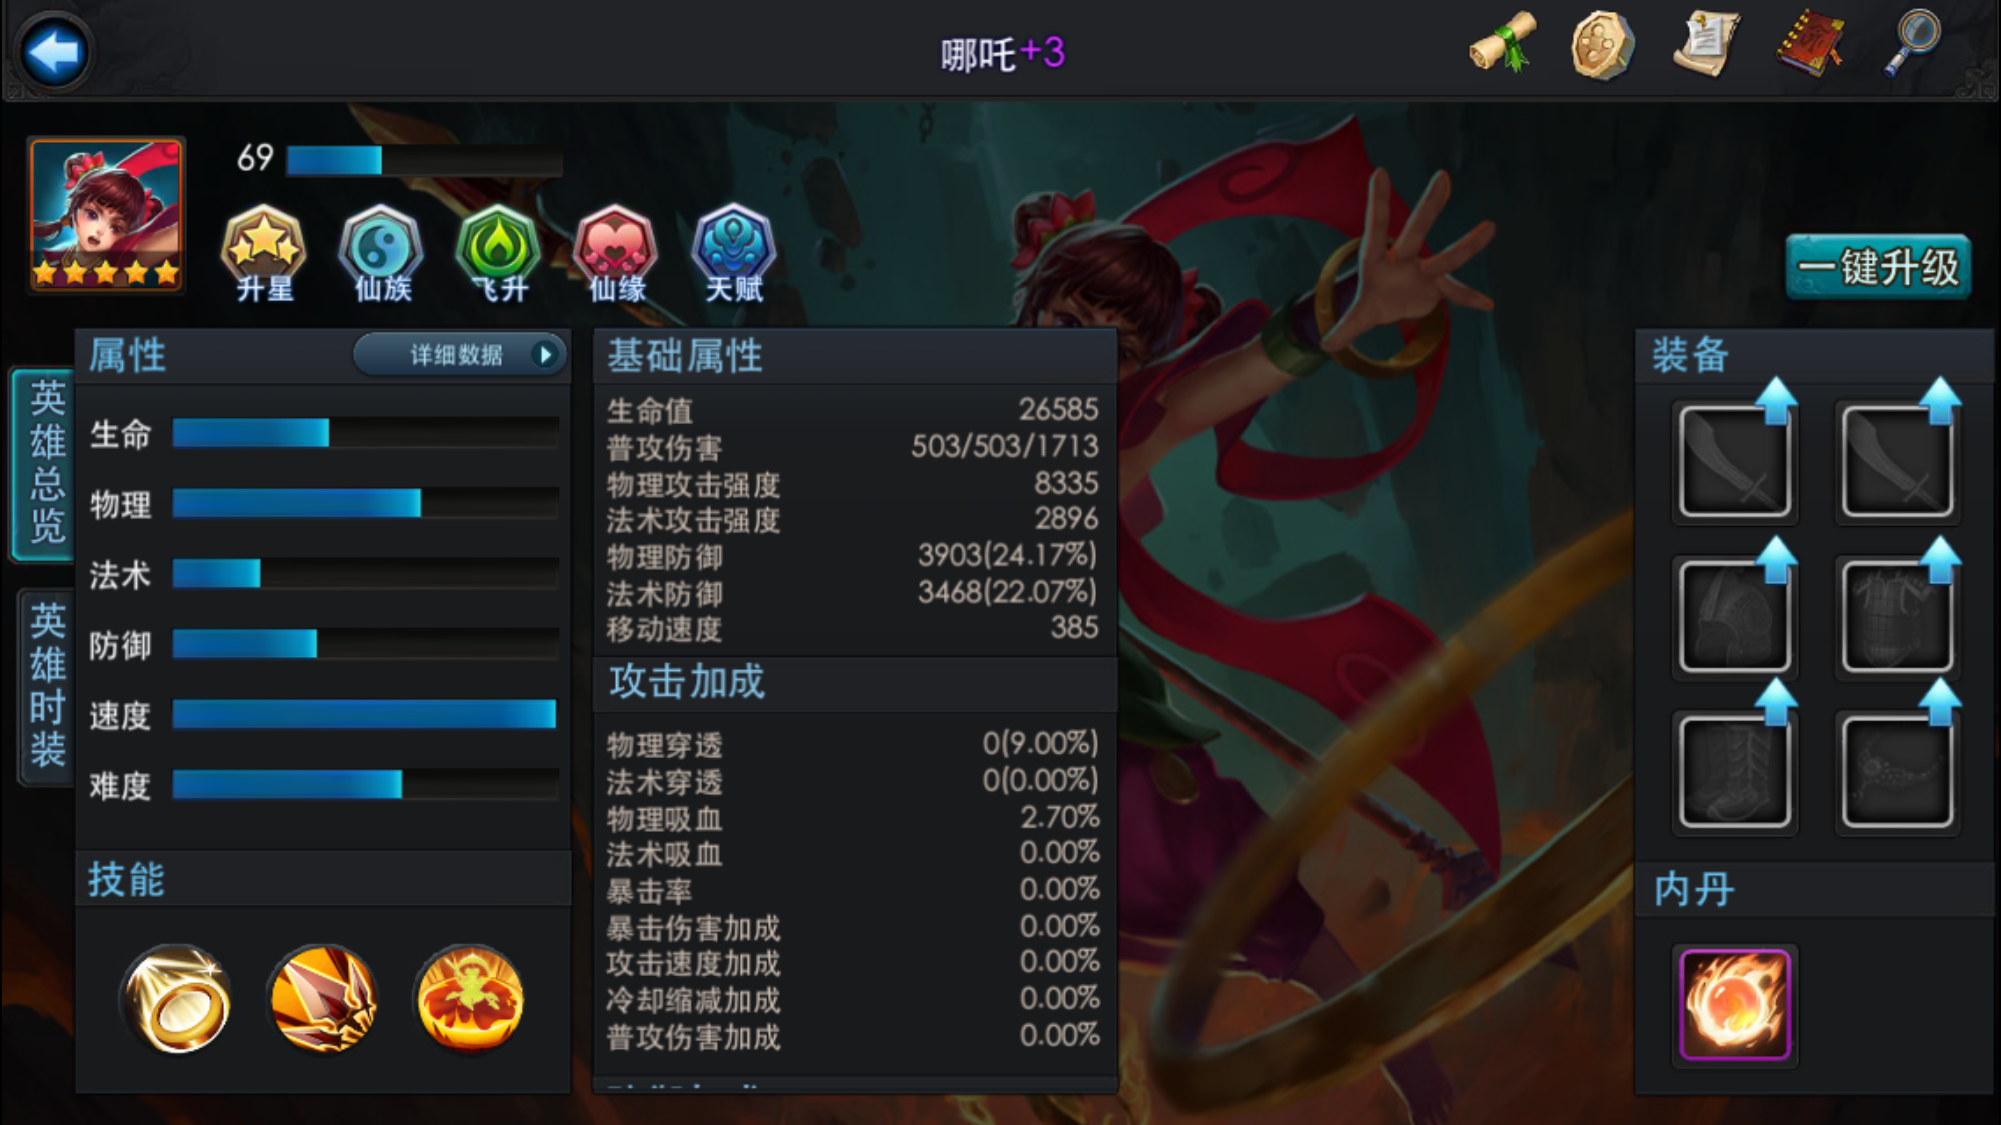 哪吒+3
69
升星
仙族
飞升
仙缘
天赋
一键升级
英雄总览
英雄时装
属性
详细数据
生命
物理
法术
防御
速度
难度
技能
基础属性
生命值 26585
普攻伤害 503/503/1713
物理攻击强度 8335
法术攻击强度 2896
物理防御 3903(24.17%)
法术防御 3468(22.07%)
移动速度 385
攻击加成
物理穿透 0(9.00%)
法术穿透 0(0.00%)
物理吸血 2.70%
法术吸血 0.00%
暴击率 0.00%
暴击伤害加成 0.00%
攻击速度加成 0.00%
冷却缩减加成 0.00%
普攻伤害加成 0.00%
装备
内丹